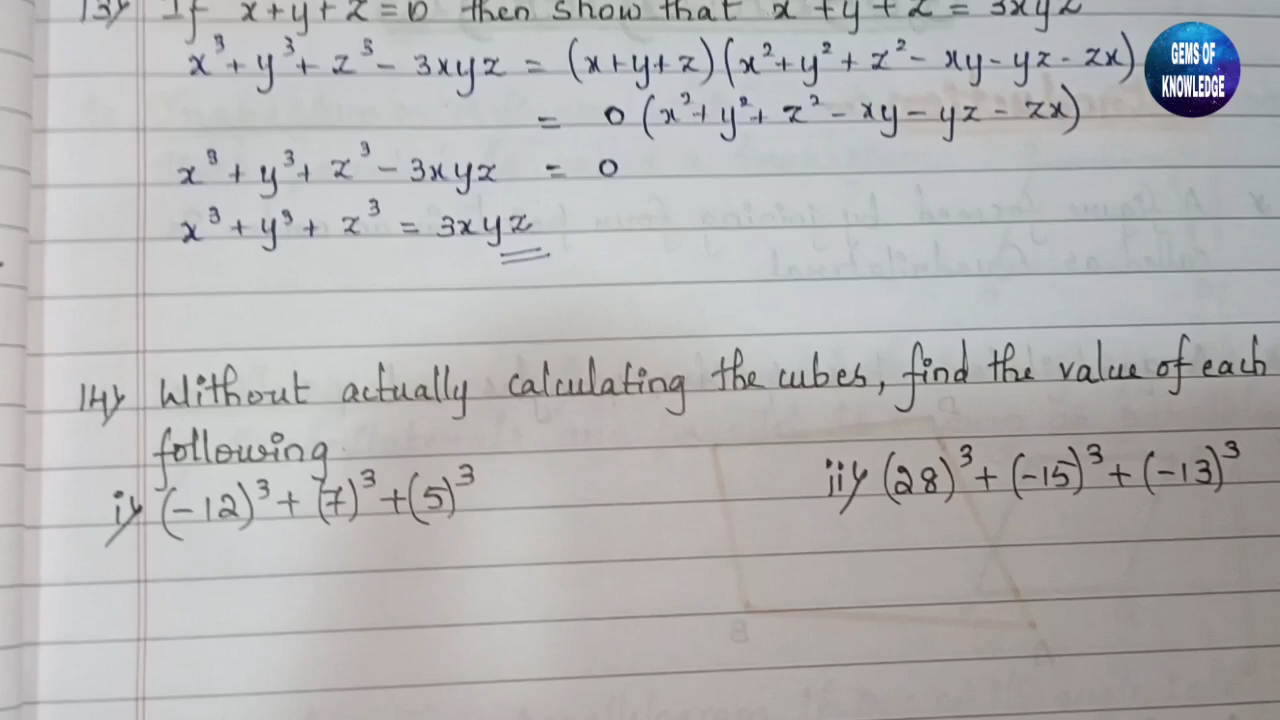 13) If x+y+z=0 then show that x³+y³+z³=3xyz
x³+y³+z³-3xyz = (x+y+z)(x²+y²+z²-xy-yz-zx)
= 0(x²+y²+z²-xy-yz-zx)
x³+y³+z³-3xyz = 0
x³+y³+z³ = 3xyz
14) Without actually calculating the cubes, find the value of each
following.
i) (-12)³+(7)³+(5)³ ii) (28)³+(-15)³+(-13)³
GEMS OF
KNOWLEDGE